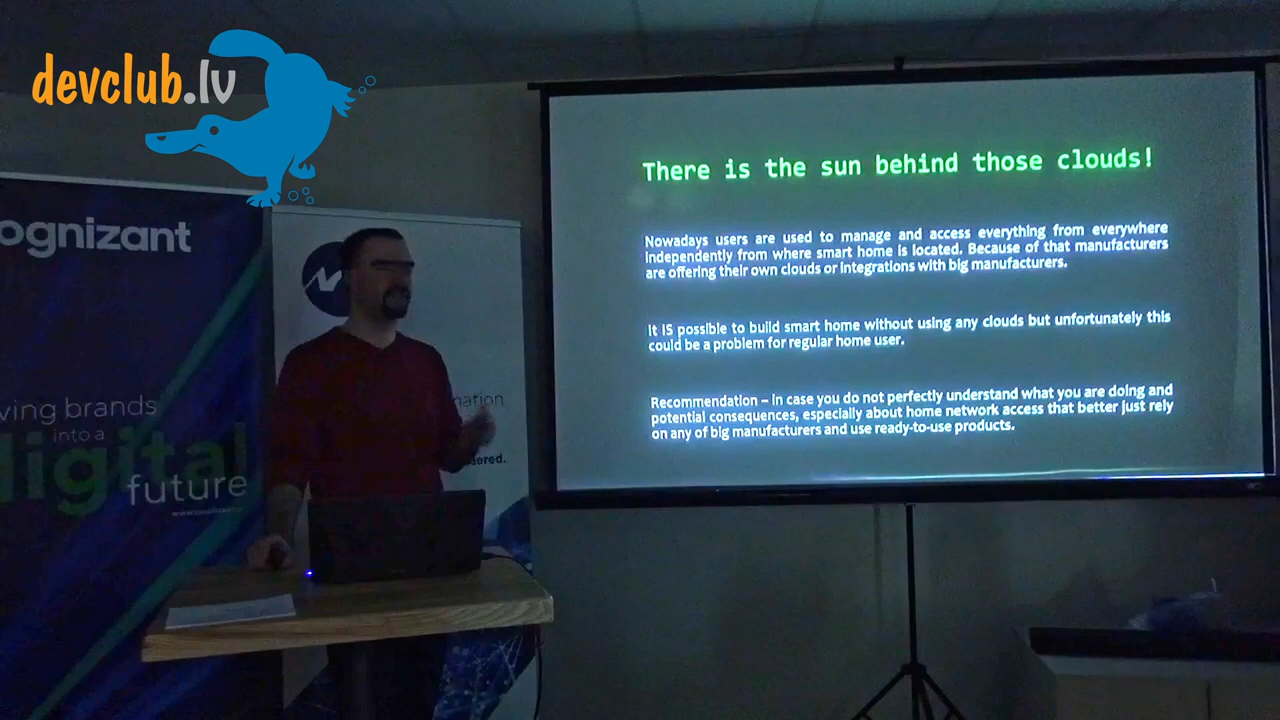 devclub.lv
ognizant
ving brands
into a
digital
future
There is the sun behind those clouds!
Nowadays users are used to manage and access everything from everywhere
independently from where smart home is located. Because of that manufacturers
are offering their own clouds or integrations with big manufacturers.
It IS possible to build smart home without using any clouds but unfortunately this
could be a problem for regular home user.
Recommendation – In case you do not perfectly understand what you are doing and
potential consequences, especially about home network access that better just rely
on any of big manufacturers and use ready-to-use products.